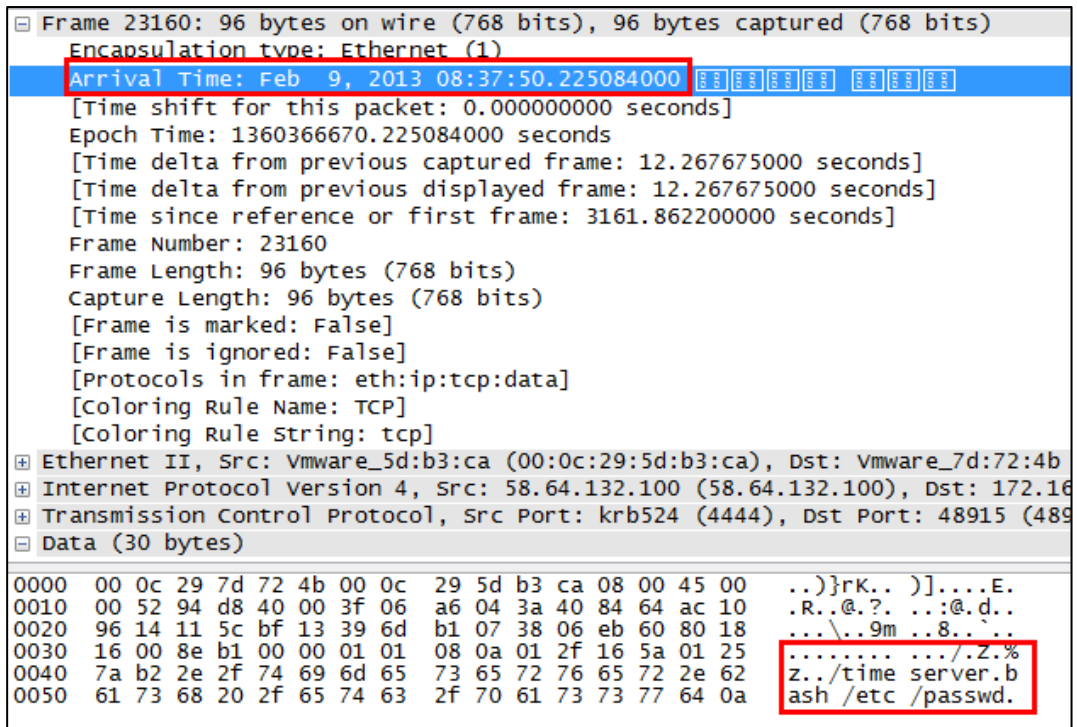 Frame 23160: 96 bytes on wire (768 bits), 96 bytes captured (768 bits)
Encapsulation type: Ethernet (1)
Arrival Time: Feb  9, 2013 08:37:50.225084000
[Time shift for this packet: 0.000000000 seconds]
Epoch Time: 1360366670.225084000 seconds
[Time delta from previous captured frame: 12.267675000 seconds]
[Time delta from previous displayed frame: 12.267675000 seconds]
[Time since reference or first frame: 3161.862200000 seconds]
Frame Number: 23160
Frame Length: 96 bytes (768 bits)
Capture Length: 96 bytes (768 bits)
[Frame is marked: False]
[Frame is ignored: False]
[Protocols in frame: eth:ip:tcp:data]
[Coloring Rule Name: TCP]
[Coloring Rule String: tcp]
Ethernet II, Src: Vmware_5d:b3:ca (00:0c:29:5d:b3:ca), Dst: Vmware_7d:72:4b
Internet Protocol Version 4, Src: 58.64.132.100 (58.64.132.100), Dst: 172.16
Transmission Control Protocol, Src Port: krb524 (4444), Dst Port: 48915 (489
Data (30 bytes)
0000  00 0c 29 7d 72 4b 00 0c  29 5d b3 ca 08 00 45 00  ..)}rK.. )]....E.
0010  00 52 94 d8 40 00 3f 06  a6 04 3a 40 84 64 ac 10  .R..@.?. ..:@.d..
0020  96 14 11 5c bf 13 39 6d  b1 07 38 06 eb 60 80 18  ...\..9m ..8..`..
0030  16 00 8e b1 00 00 01 01  08 0a 01 2f 16 5a 01 25  ........ .../.Z.%
0040  7a b2 2e 2f 74 69 6d 65  73 65 72 76 65 72 2e 62  z../time server.b
0050  61 73 68 20 2f 65 74 63  2f 70 61 73 73 77 64 0a  ash /etc /passwd.